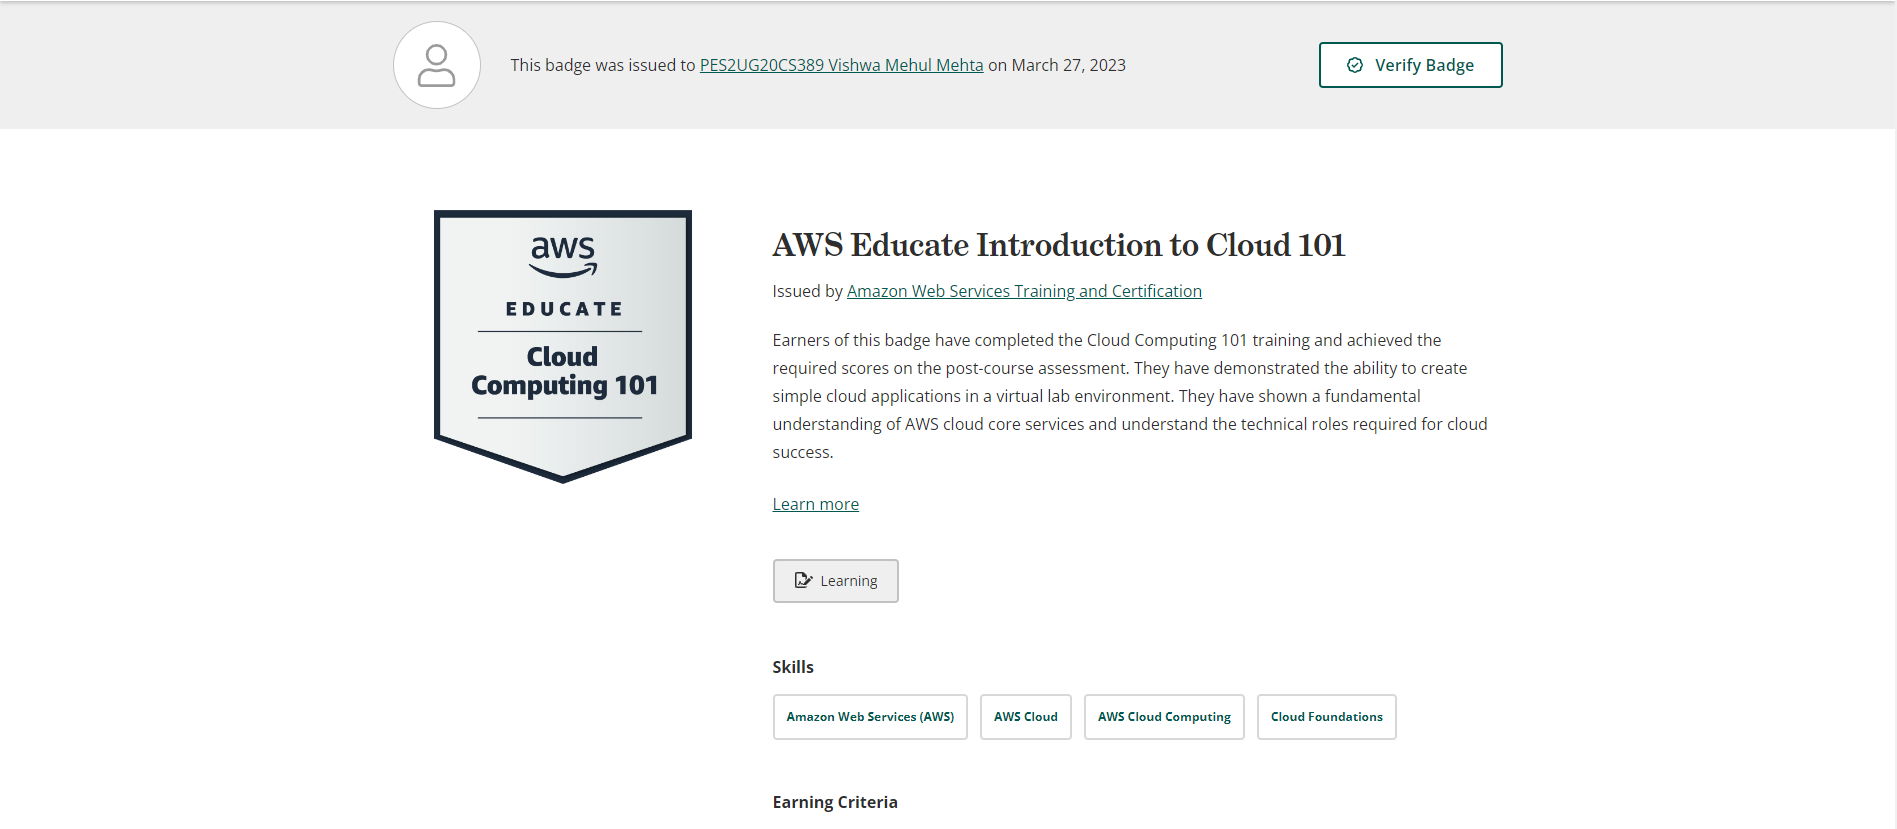 This badge was issued to PES2UG20CS389 Vishwa Mehul Mehta on March 27, 2023
Verify Badge
aws
EDUCATE
Cloud
Computing 101
AWS Educate Introduction to Cloud 101
Issued by Amazon Web Services Training and Certification
Earners of this badge have completed the Cloud Computing 101 training and achieved the
required scores on the post-course assessment. They have demonstrated the ability to create
simple cloud applications in a virtual lab environment. They have shown a fundamental
understanding of AWS cloud core services and understand the technical roles required for cloud
success.
Learn more
Learning
Skills
Amazon Web Services (AWS)
AWS Cloud
AWS Cloud Computing
Cloud Foundations
Earning Criteria